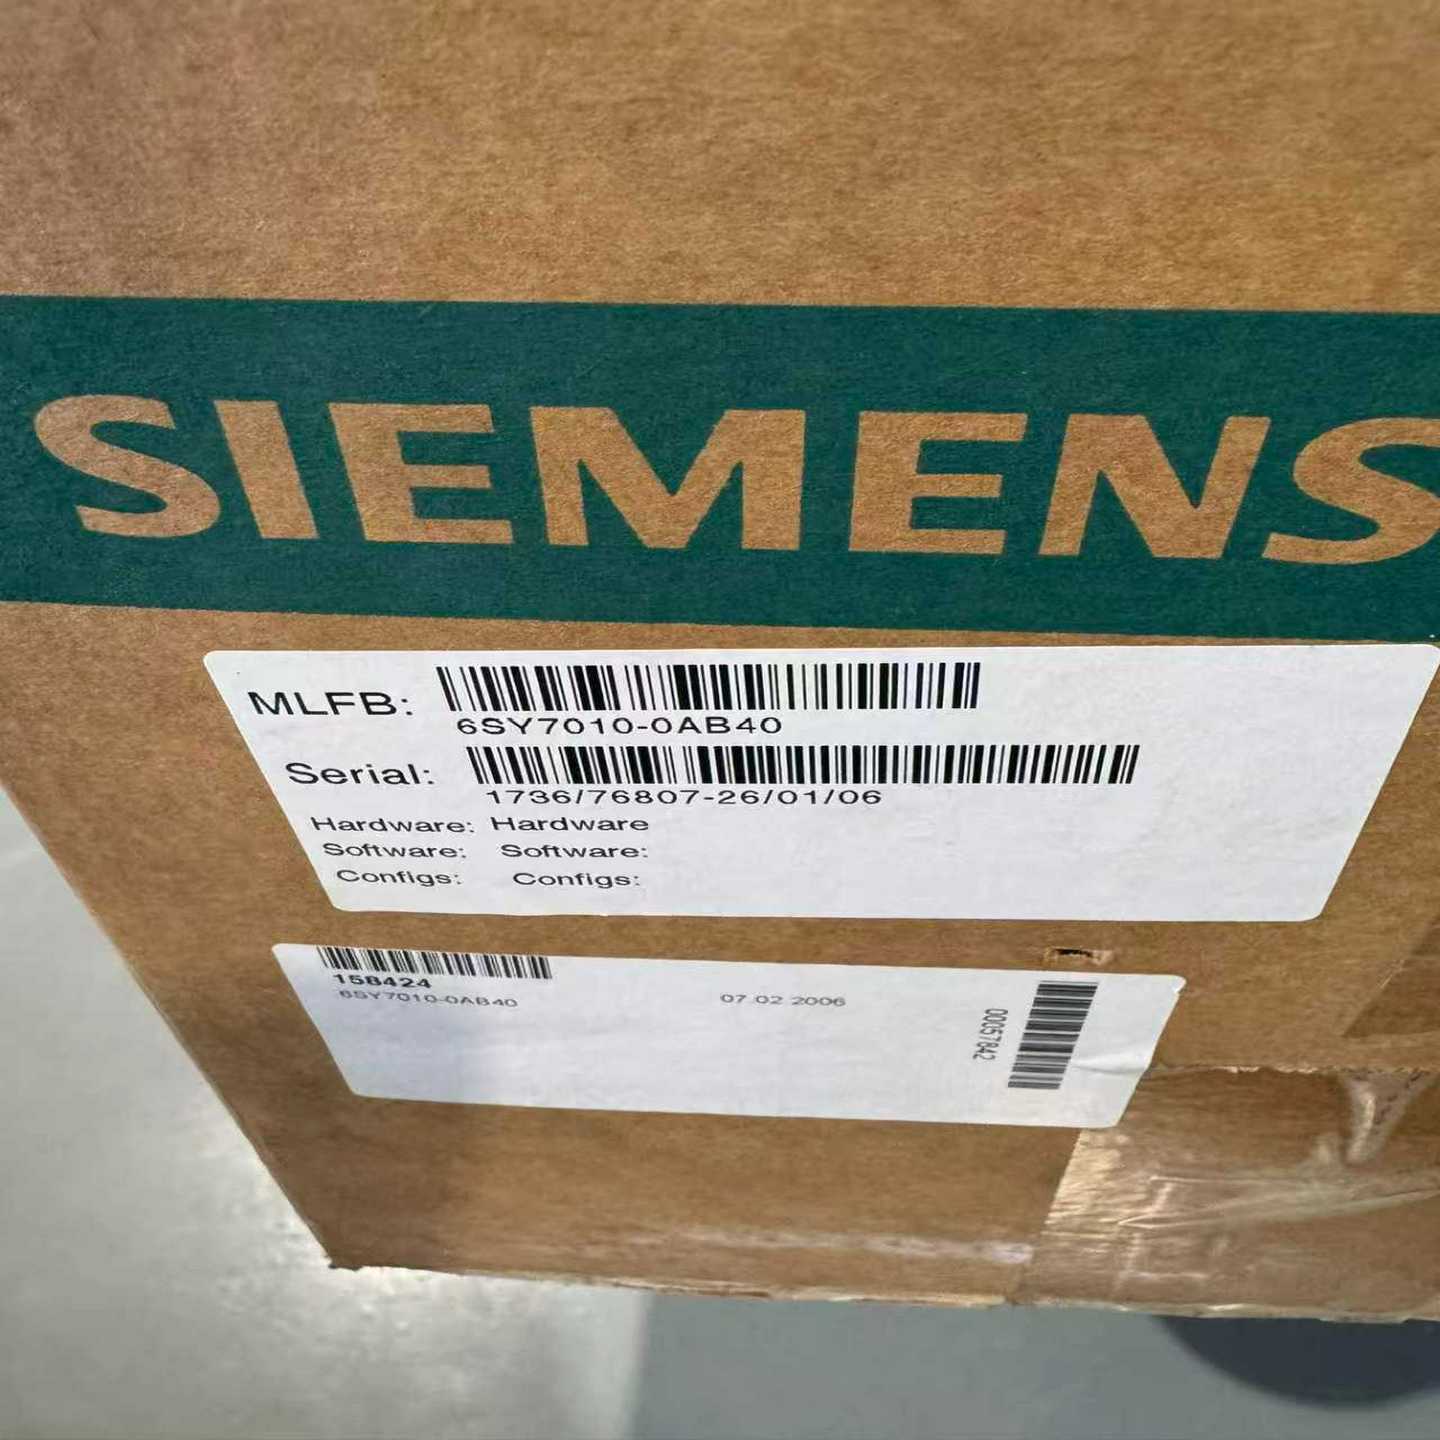 SIEMENS
MLFB:
6SY7010-0AB40
Serial:
1736/76807-26/01/06
Hardware: Hardware
Software: Software:
Configs: Configs:
158424
6SY7010-0AB40
07 02 2006
00057842